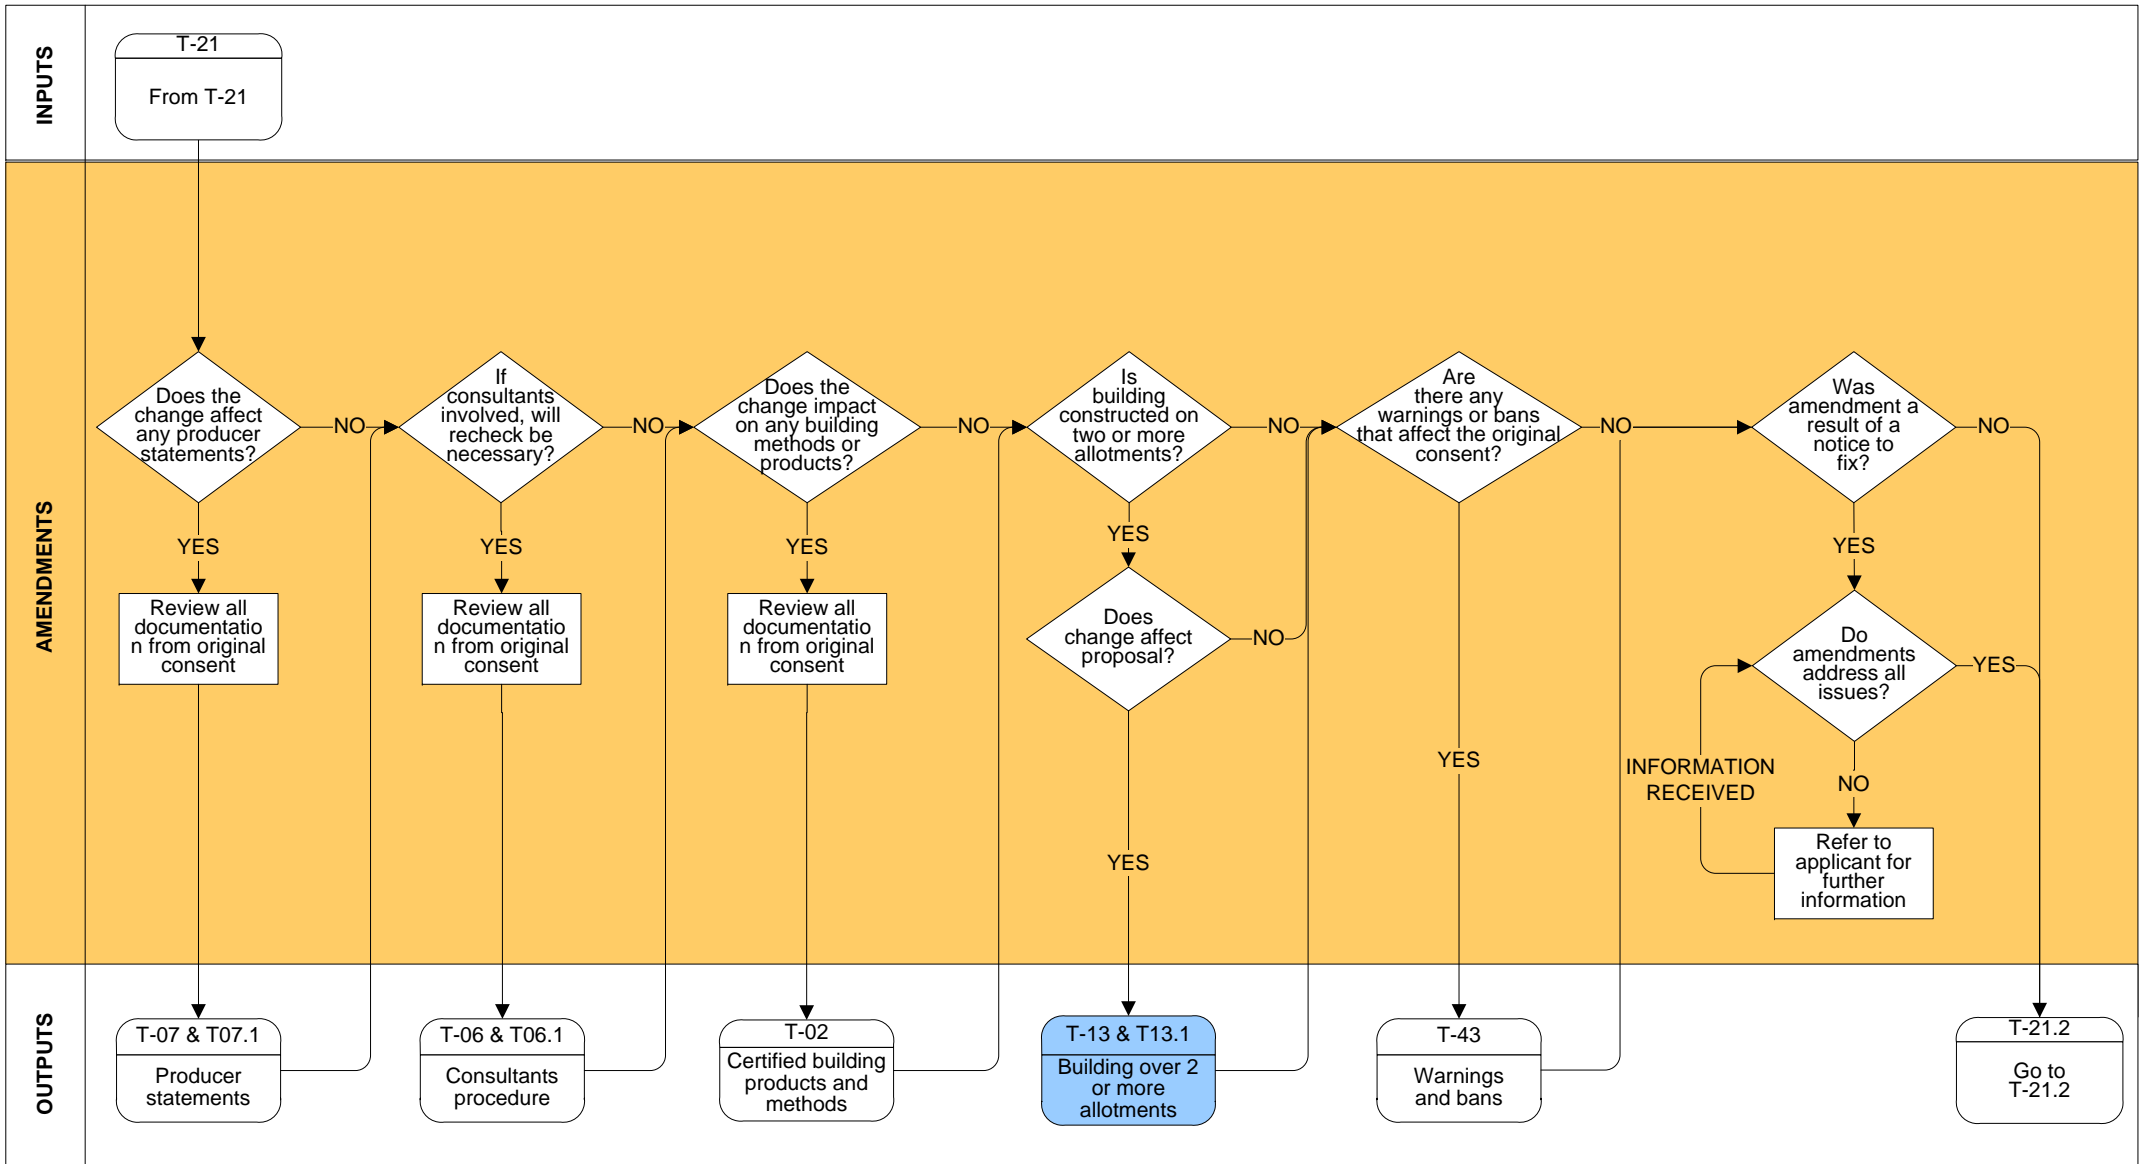 INPUTS
T-21
From T-21
AMENDMENTS
Does the
change affect
any producer
statements?
NO
YES
Review all
documentatio
n from original
consent
If
consultants
involved, will
recheck be
necessary?
NO
YES
Review all
documentatio
n from original
consent
Does the
change impact
on any building
methods or
products?
NO
YES
Review all
documentatio
n from original
consent
Is
building
constructed on
two or more
allotments?
NO
YES
Does
change affect
proposal?
NO
YES
Are
there any
warnings or bans
that affect the original
consent?
NO
YES
Was
amendment a
result of a
notice to
fix?
NO
YES
Do
amendments
address all
issues?
YES
NO
INFORMATION
RECEIVED
Refer to
applicant for
further
information
OUTPUTS
T-07 & T07.1
Producer
statements
T-06 & T06.1
Consultants
procedure
T-02
Certified building
products and
methods
T-13 & T13.1
Building over 2
or more
allotments
T-43
Warnings
and bans
T-21.2
Go to
T-21.2